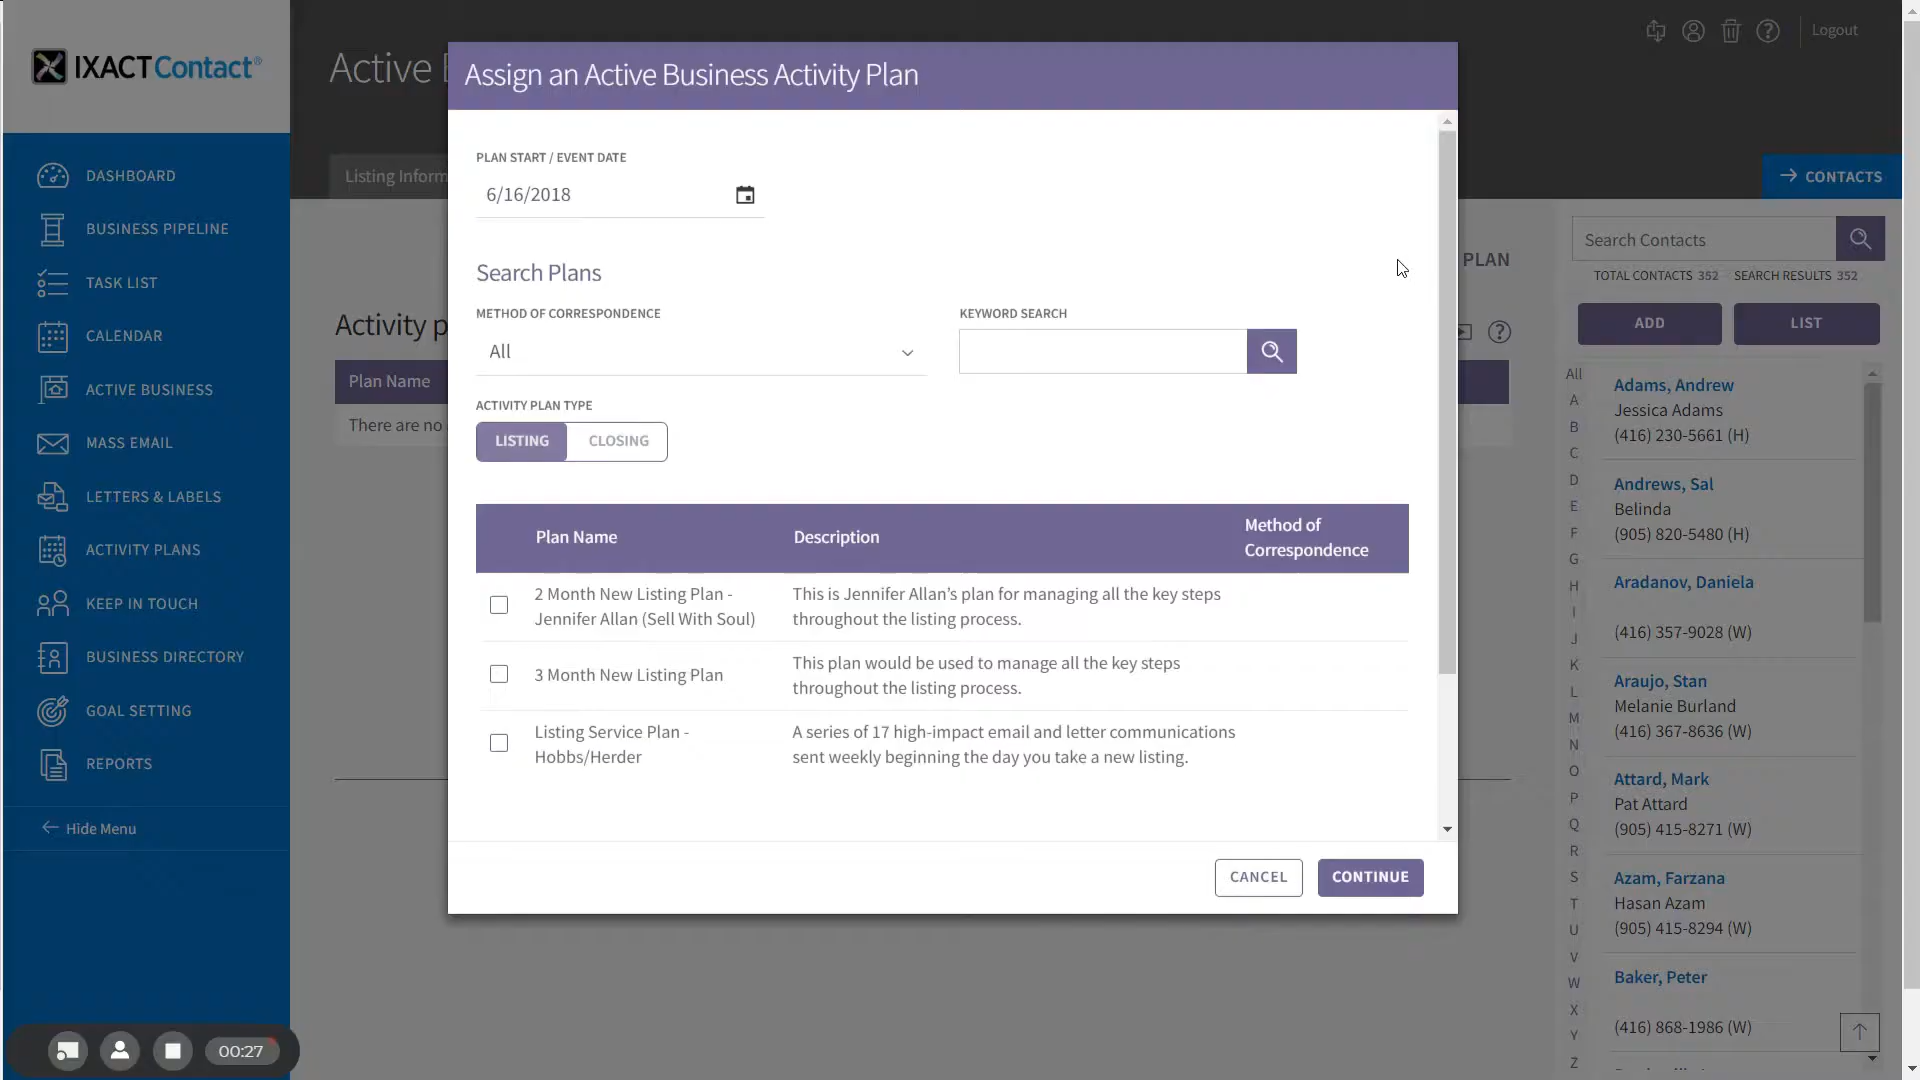 IXACTContact®
DASHBOARD
BUSINESS PIPELINE
TASK LIST
CALENDAR
ACTIVE BUSINESS
MASS EMAIL
LETTERS & LABELS
ACTIVITY PLANS
KEEP IN TOUCH
BUSINESS DIRECTORY
GOAL SETTING
REPORTS
Hide Menu
00:27
Active
Listing Inform
Activity p
Plan Name
There are no
Assign an Active Business Activity Plan
PLAN START / EVENT DATE
6/16/2018
Search Plans
METHOD OF CORRESPONDENCE
All
KEYWORD SEARCH
ACTIVITY PLAN TYPE
LISTING CLOSING
Plan Name Description Method of
Correspondence
2 Month New Listing Plan -
Jennifer Allan (Sell With Soul)
This is Jennifer Allan's plan for managing all the key steps
throughout the listing process.
3 Month New Listing Plan
This plan would be used to manage all the key steps
throughout the listing process.
Listing Service Plan -
Hobbs/Herder
A series of 17 high-impact email and letter communications
sent weekly beginning the day you take a new listing.
CANCEL CONTINUE
PLAN
Logout
CONTACTS
Search Contacts
TOTAL CONTACTS 352 SEARCH RESULTS 352
ADD LIST
All
A
B
C
D
E
F
G
H
I
J
K
L
M
N
O
P
Q
R
S
T
U
V
W
X
Y
Z
Adams, Andrew
Jessica Adams
(416) 230-5661 (H)
Andrews, Sal
Belinda
(905) 820-5480 (H)
Aradanov, Daniela
(416) 357-9028 (W)
Araujo, Stan
Melanie Burland
(416) 367-8636 (W)
Attard, Mark
Pat Attard
(905) 415-8271 (W)
Azam, Farzana
Hasan Azam
(905) 415-8294 (W)
Baker, Peter
(416) 868-1986 (W)